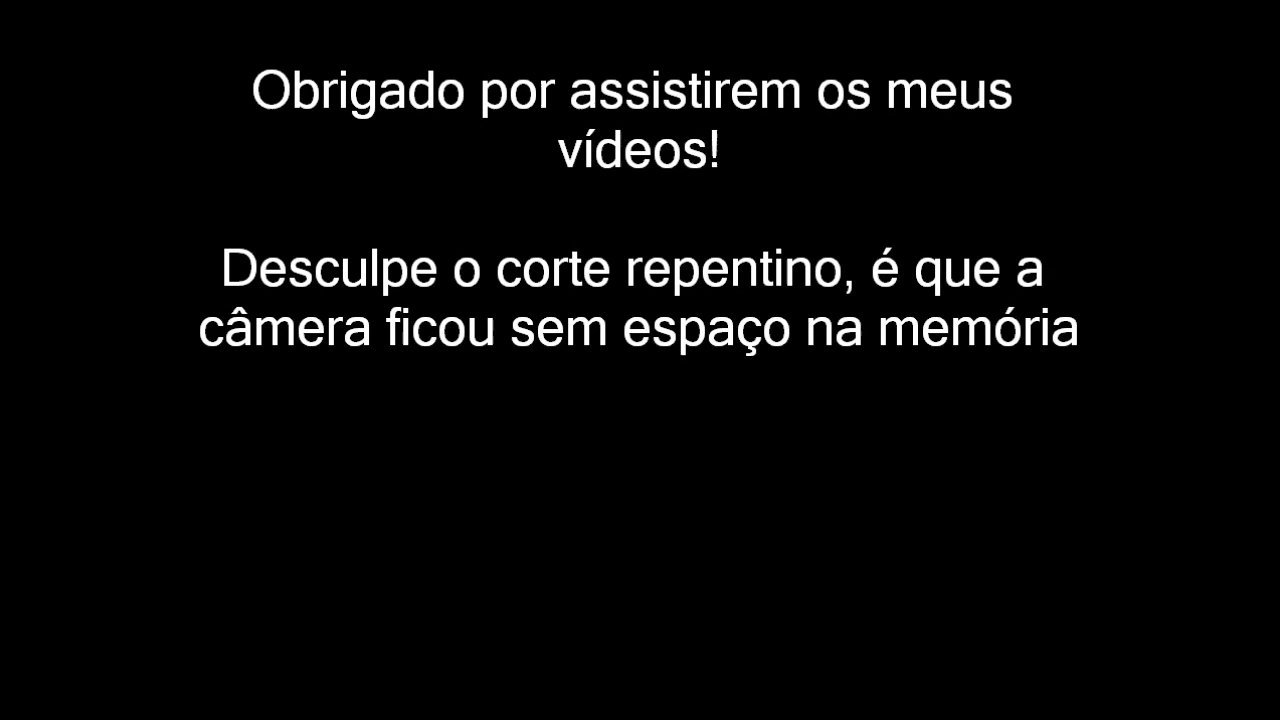 Obrigado por assistirem os meus
vídeos!
Desculpe o corte repentino, é que a
câmera ficou sem espaço na memória